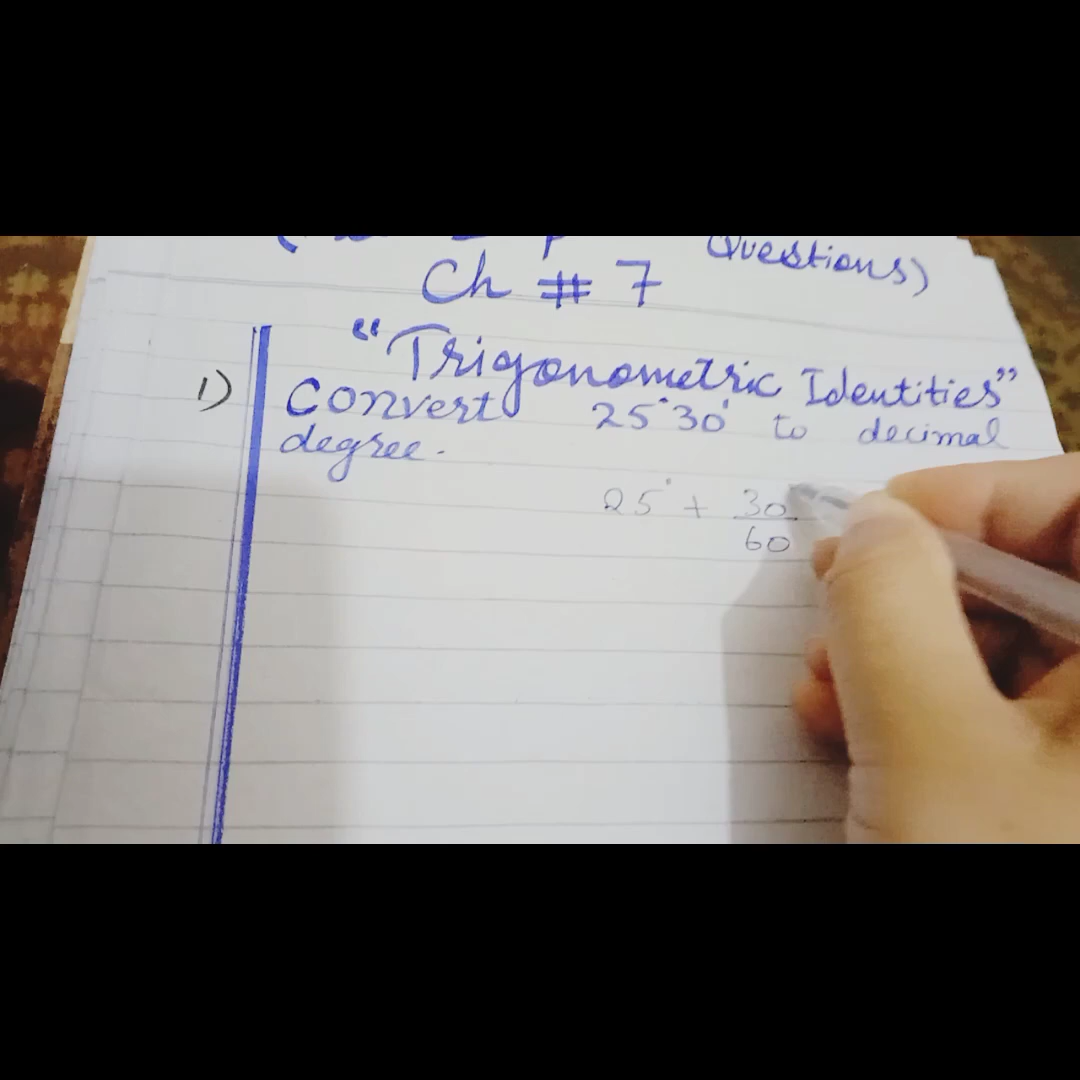 Questions)
Ch # 7
"Trigonometric Identities"
1) Convert 25°30' to decimal
degree.
25° + 30
60